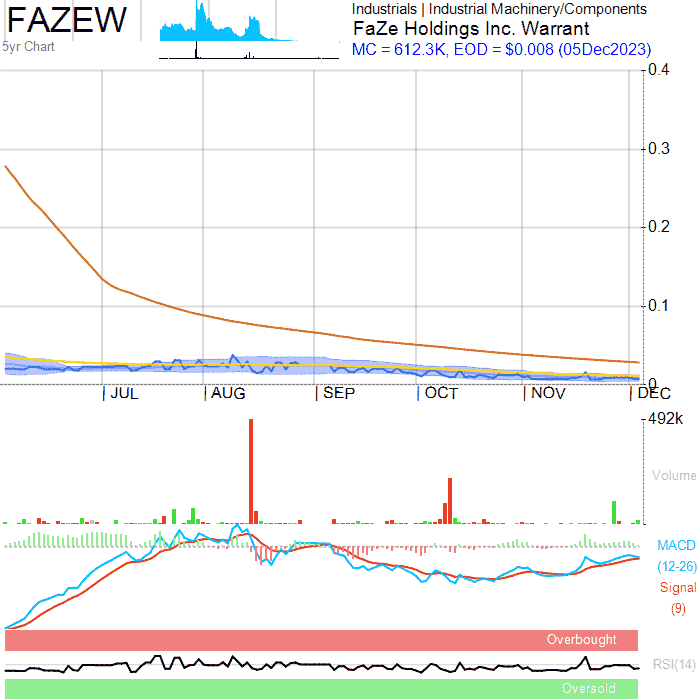 FAZEW
5yr Chart
Industrials | Industrial Machinery/Components
FaZe Holdings Inc. Warrant
MC = 612.3K, EOD = $0.008 (05Dec2023)
0.4
0.3
0.2
0.1
0
JUL AUG SEP OCT NOV DEC
492k
Volume
MACD
(12-26)
Signal
(9)
Overbought
RSI(14)
Oversold